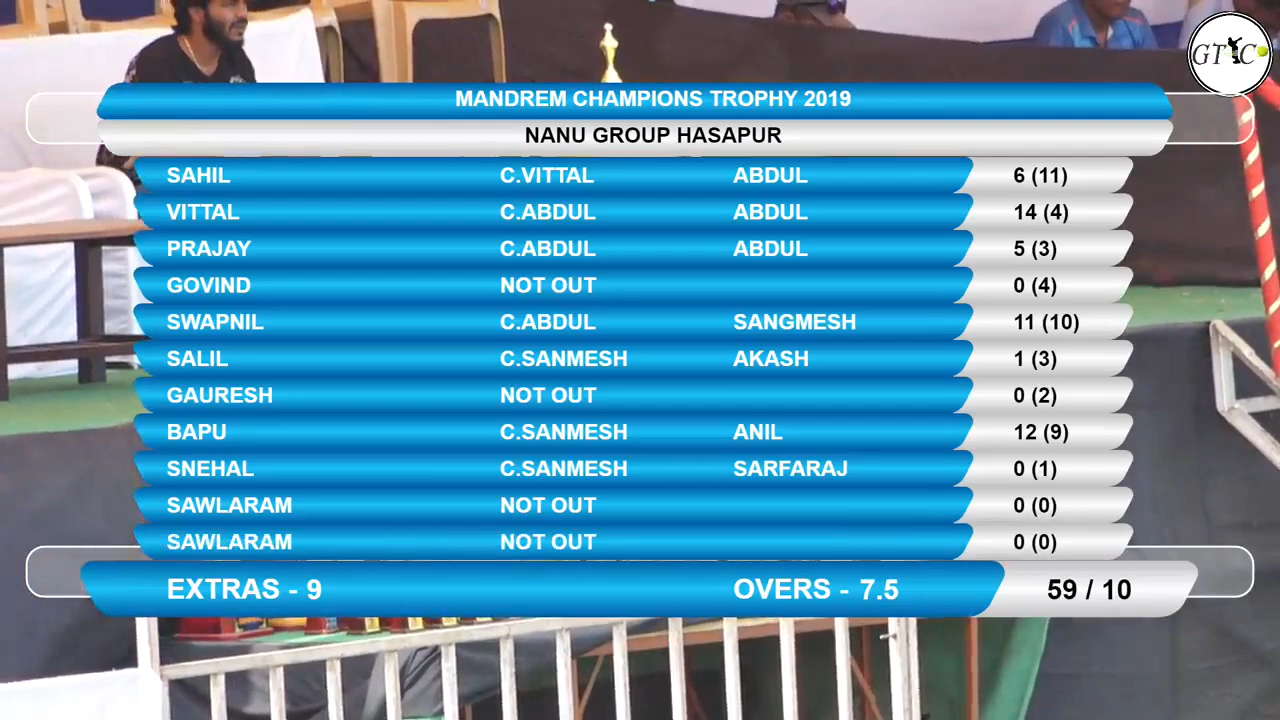 GTCC
MANDREM CHAMPIONS TROPHY 2019
NANU GROUP HASAPUR
SAHIL C.VITTAL ABDUL 6 (11)
VITTAL C.ABDUL ABDUL 14 (4)
PRAJAY C.ABDUL ABDUL 5 (3)
GOVIND NOT OUT 0 (4)
SWAPNIL C.ABDUL SANGMESH 11 (10)
SALIL C.SANMESH AKASH 1 (3)
GAURESH NOT OUT 0 (2)
BAPU C.SANMESH ANIL 12 (9)
SNEHAL C.SANMESH SARFARAJ 0 (1)
SAWLARAM NOT OUT 0 (0)
SAWLARAM NOT OUT 0 (0)
EXTRAS - 9 OVERS - 7.5 59 / 10